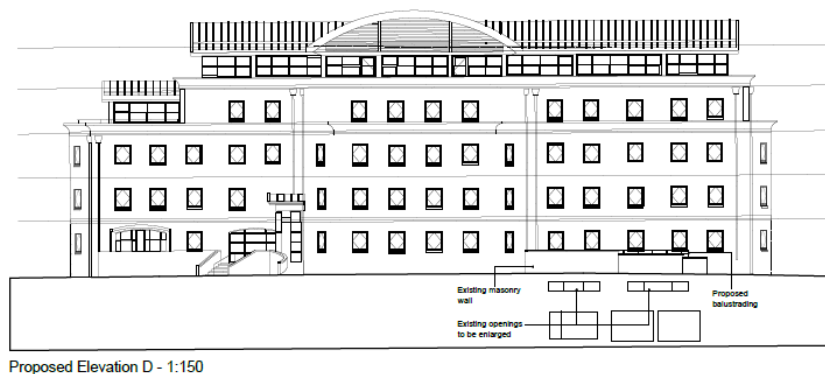 Existing masonry
wall
Proposed
balustrading
Existing openings
to be enlarged
Proposed Elevation D - 1:150